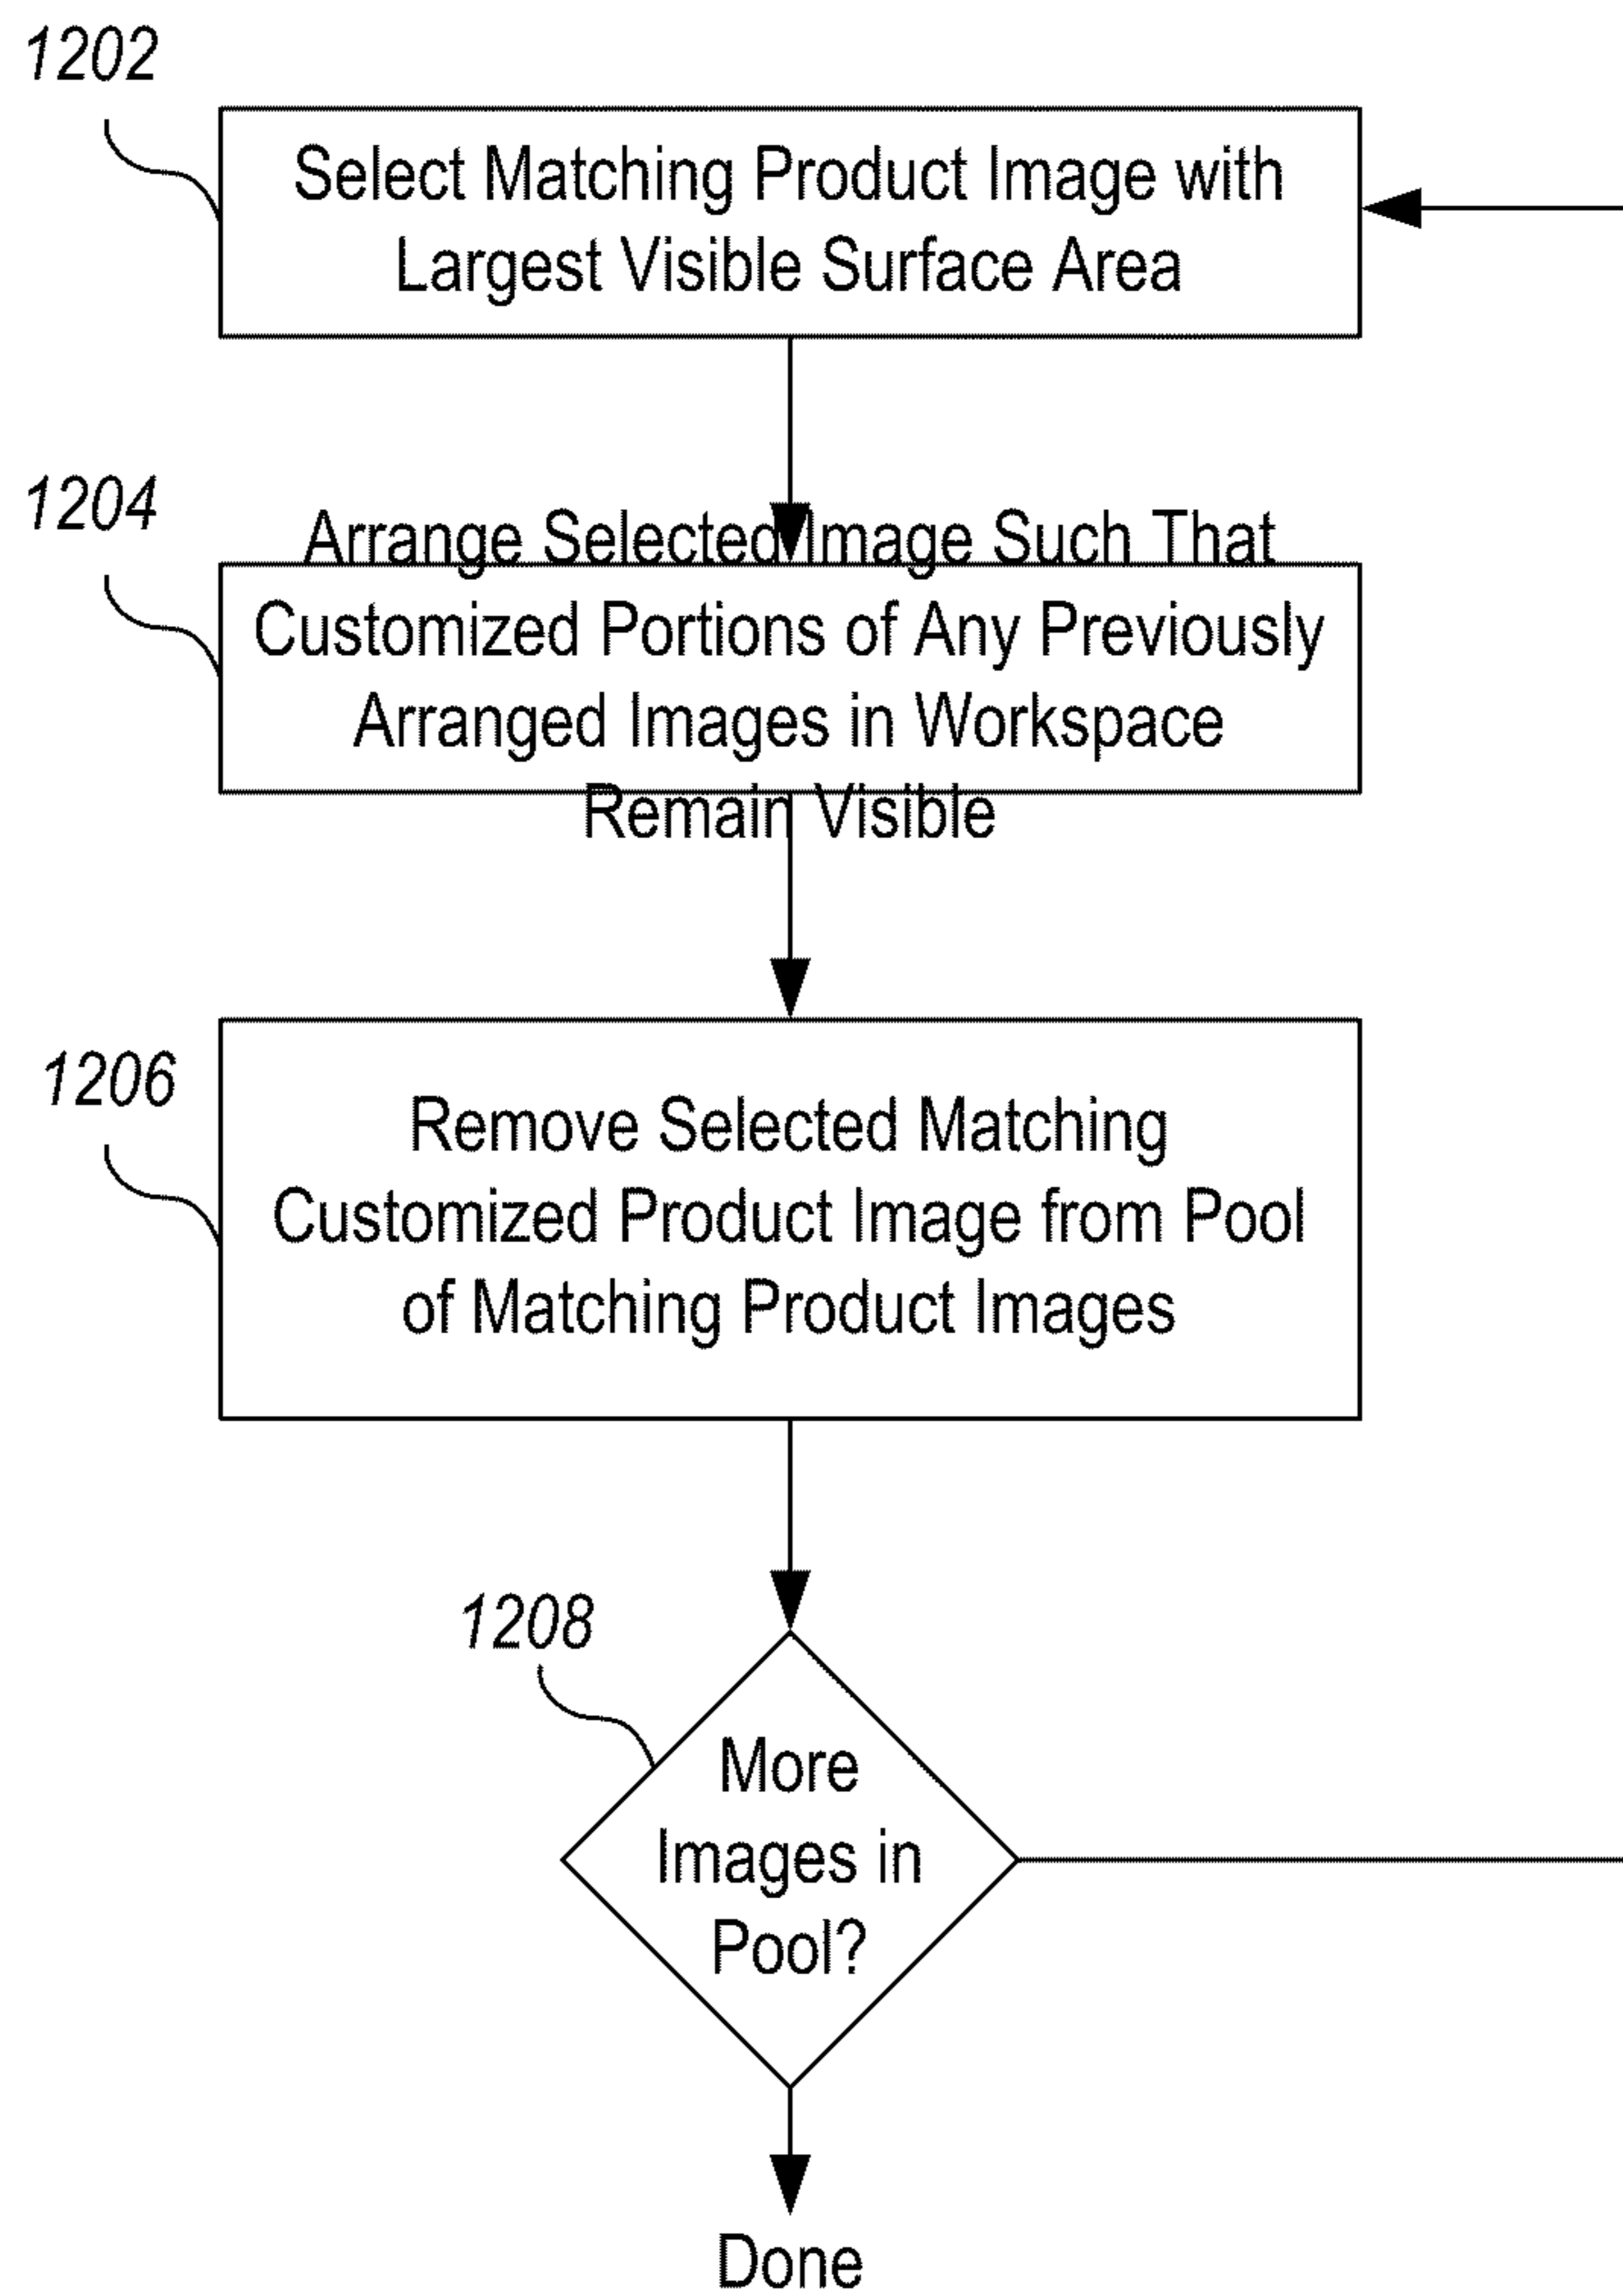 1202
Select Matching Product Image with
Largest Visible Surface Area
1204
Arrange Selected Image Such That
Customized Portions of Any Previously
Arranged Images in Workspace
Remain Visible
1206
Remove Selected Matching
Customized Product Image from Pool
of Matching Product Images
1208
More
Images in
Pool?
Done